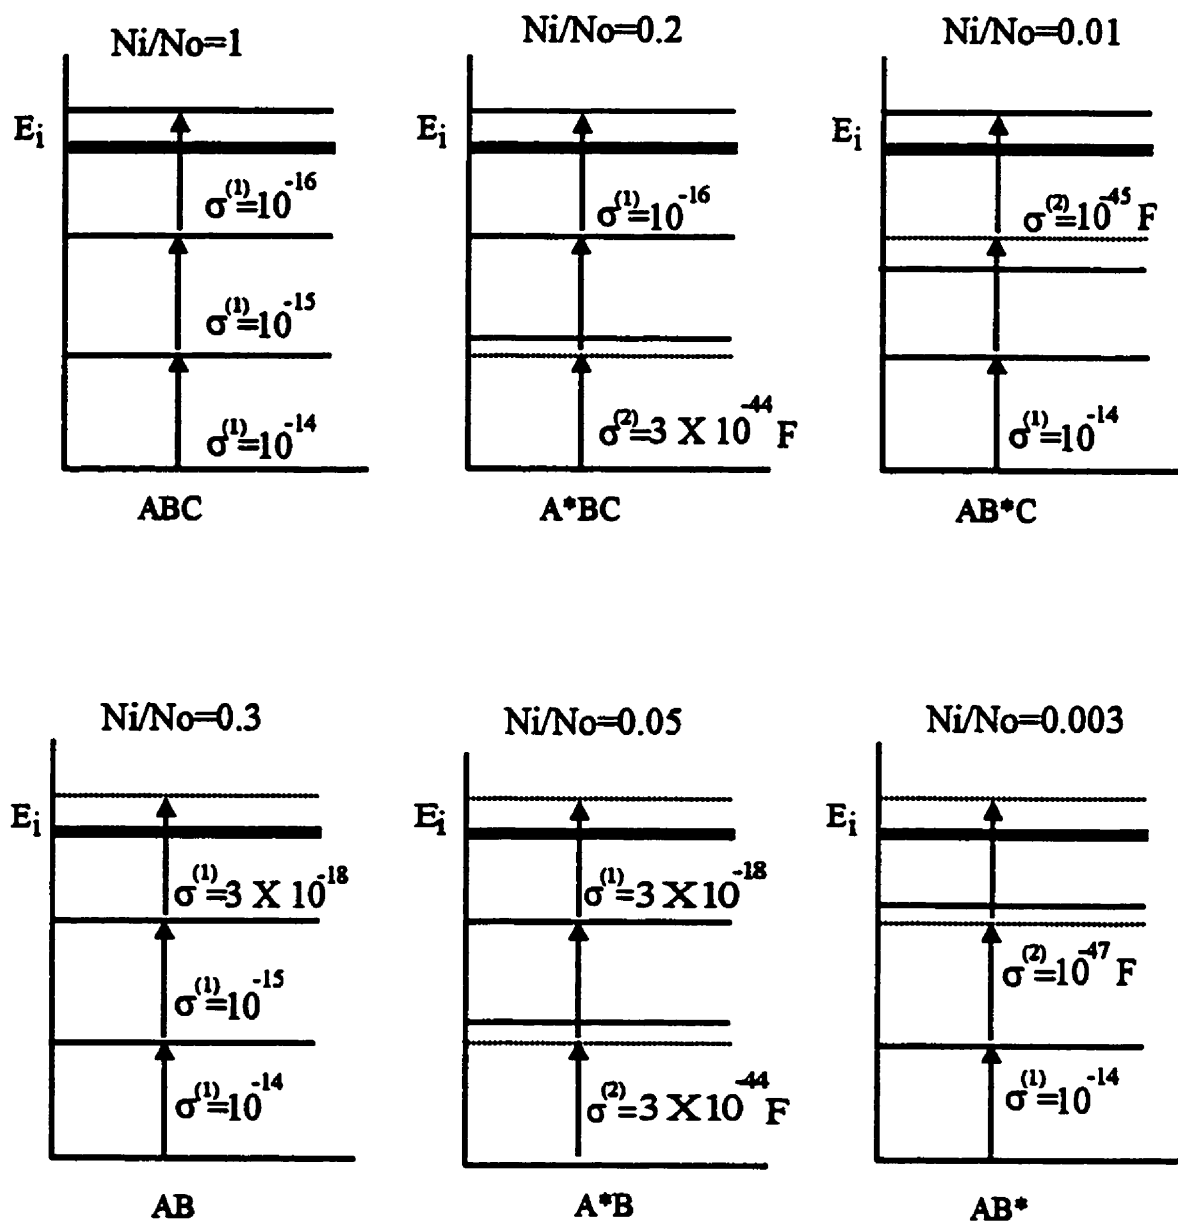 Ni/No=1
Ni/No=0.2
Ni/No=0.01
Ei
Ei
Ei
σ(1)=10-16
σ(1)=10-16
σ(2)=10-45 F
σ(1)=10-15
σ(1)=10-14
σ(2)=3 X 10-44 F
σ(1)=10-14
ABC
A*BC
AB*C
Ni/No=0.3
Ni/No=0.05
Ni/No=0.003
Ei
Ei
Ei
σ(1)=3 X 10-18
σ(1)=3 X 10-18
σ(1)=10-15
σ(2)=10-47 F
σ(1)=10-14
σ(2)=3 X 10-44 F
σ(1)=10-14
AB
A*B
AB*